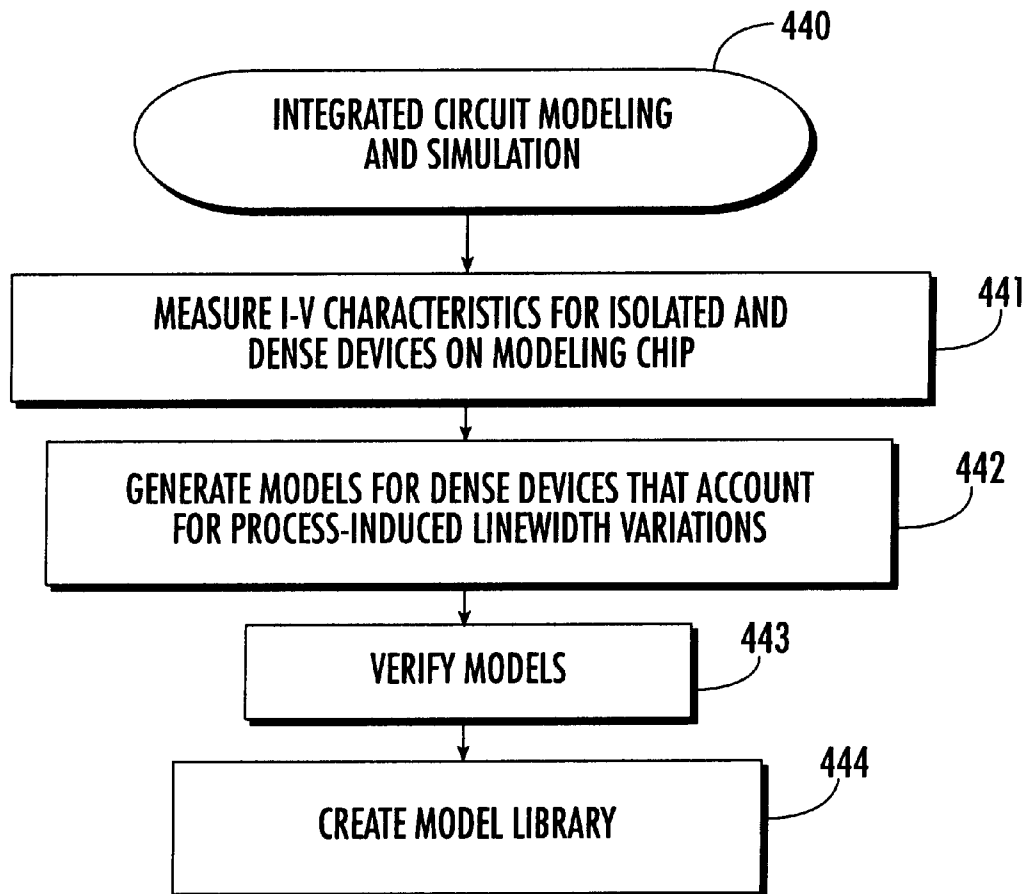 440
INTEGRATED CIRCUIT MODELING
AND SIMULATION
441
MEASURE I-V CHARACTERISTICS FOR ISOLATED AND
DENSE DEVICES ON MODELING CHIP
442
GENERATE MODELS FOR DENSE DEVICES THAT ACCOUNT
FOR PROCESS-INDUCED LINEWIDTH VARIATIONS
443
VERIFY MODELS
444
CREATE MODEL LIBRARY